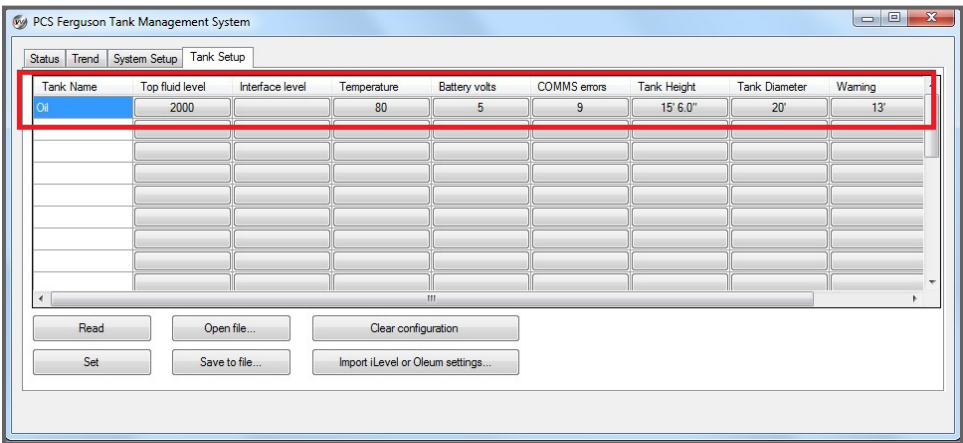 PCS Ferguson Tank Management System
Status Trend System Setup Tank Setup
Tank Name Top fluid level Interface level Temperature Battery volts COMMS errors Tank Height Tank Diameter Warning
Oil 2000 80 5 9 15' 6.0" 20' 13'
Read Open file... Clear configuration
Set Save to file... Import iLevel or Oleum settings...